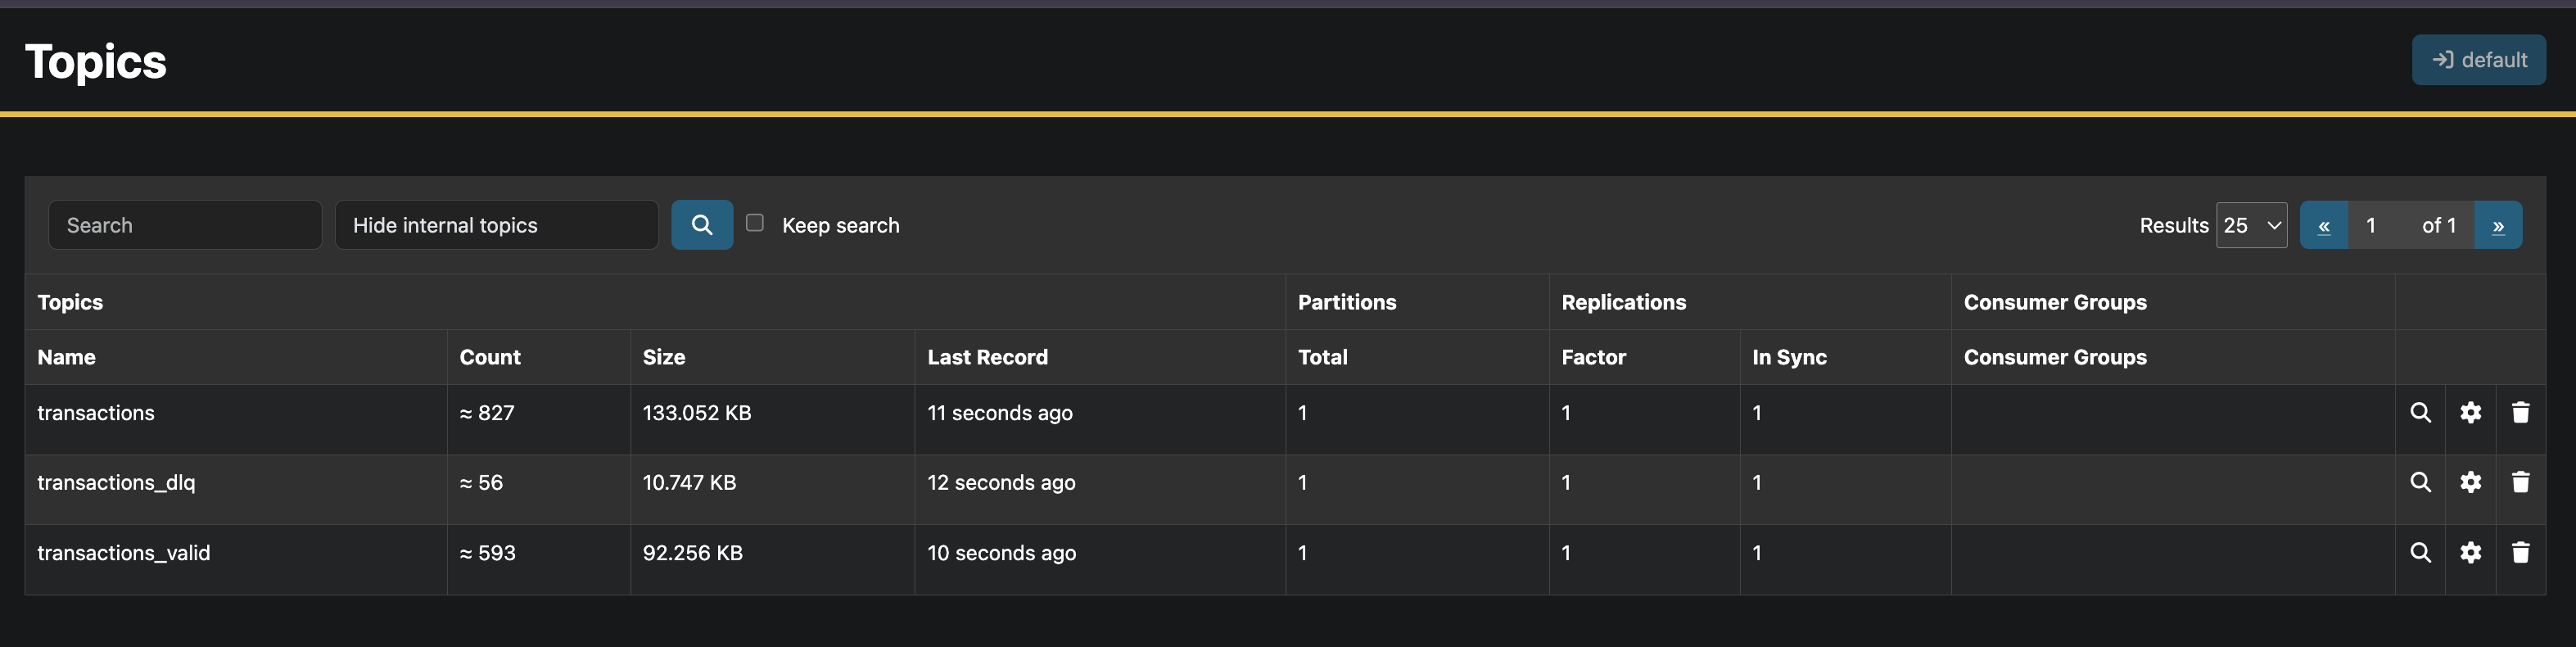 Topics
default
Search Hide internal topics Keep search Results 25 « 1 of 1 »
Topics Partitions Replications Consumer Groups
Name Count Size Last Record Total Factor In Sync Consumer Groups
transactions ≈ 827 133.052 KB 11 seconds ago 1 1 1
transactions_dlq ≈ 56 10.747 KB 12 seconds ago 1 1 1
transactions_valid ≈ 593 92.256 KB 10 seconds ago 1 1 1